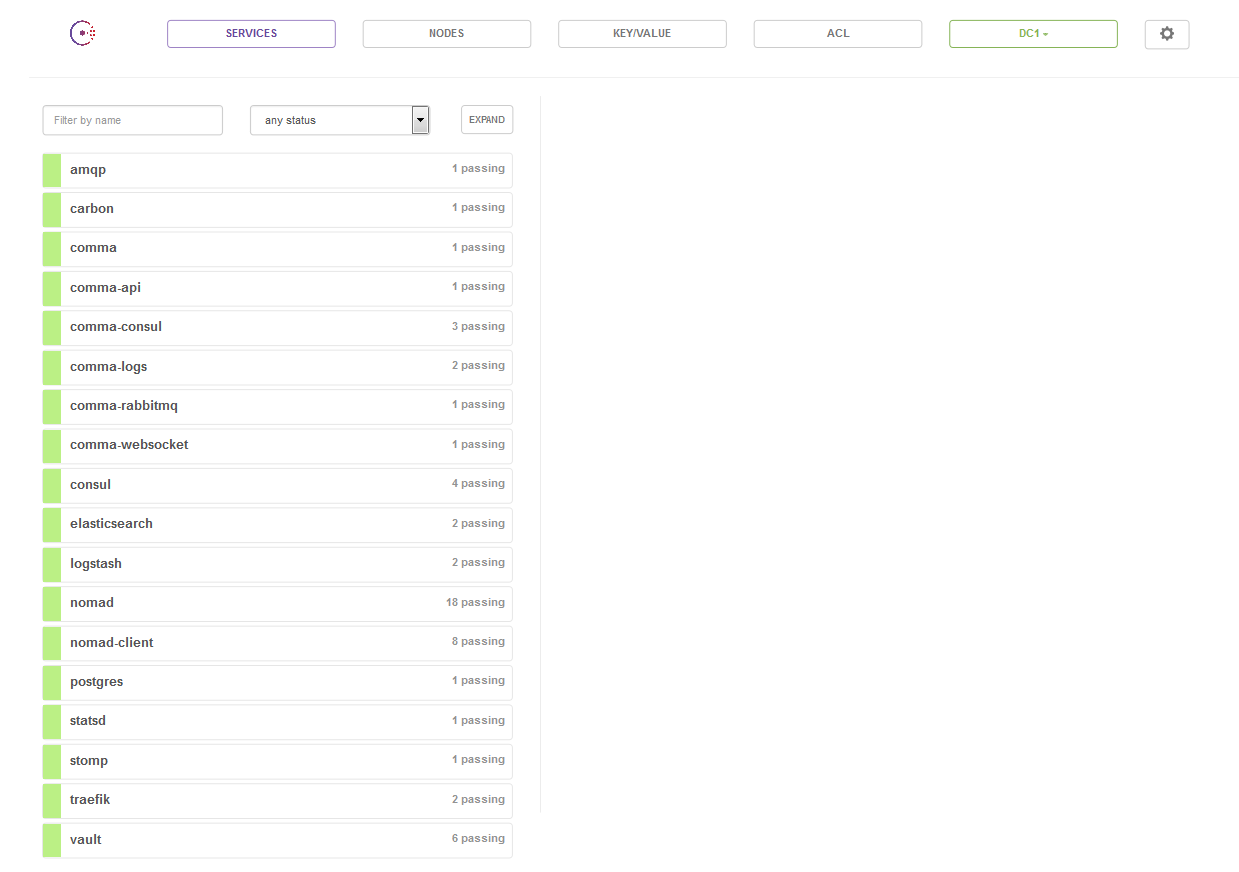 SERVICES NODES KEY/VALUE ACL DC1
Filter by name any status EXPAND
amqp 1 passing
carbon 1 passing
comma 1 passing
comma-api 1 passing
comma-consul 3 passing
comma-logs 2 passing
comma-rabbitmq 1 passing
comma-websocket 1 passing
consul 4 passing
elasticsearch 2 passing
logstash 2 passing
nomad 18 passing
nomad-client 8 passing
postgres 1 passing
statsd 1 passing
stomp 1 passing
traefik 2 passing
vault 6 passing